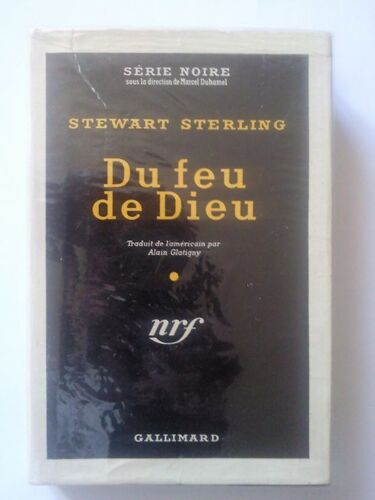 SÉRIE NOIRE
sous la direction de Marcel Duhamel
STEWART STERLING
Du feu
de Dieu
Traduit de l'américain par
Alain Glatigny
nrf
GALLIMARD